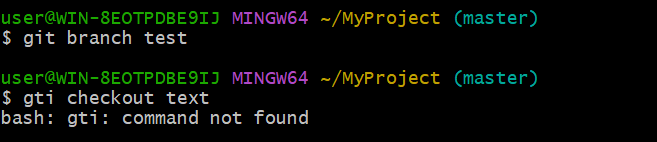 user@WIN-8EOTPDBE9IJ MINGW64 ~/MyProject (master)
$ git branch test
user@WIN-8EOTPDBE9IJ MINGW64 ~/MyProject (master)
$ gti checkout text
bash: gti: command not found